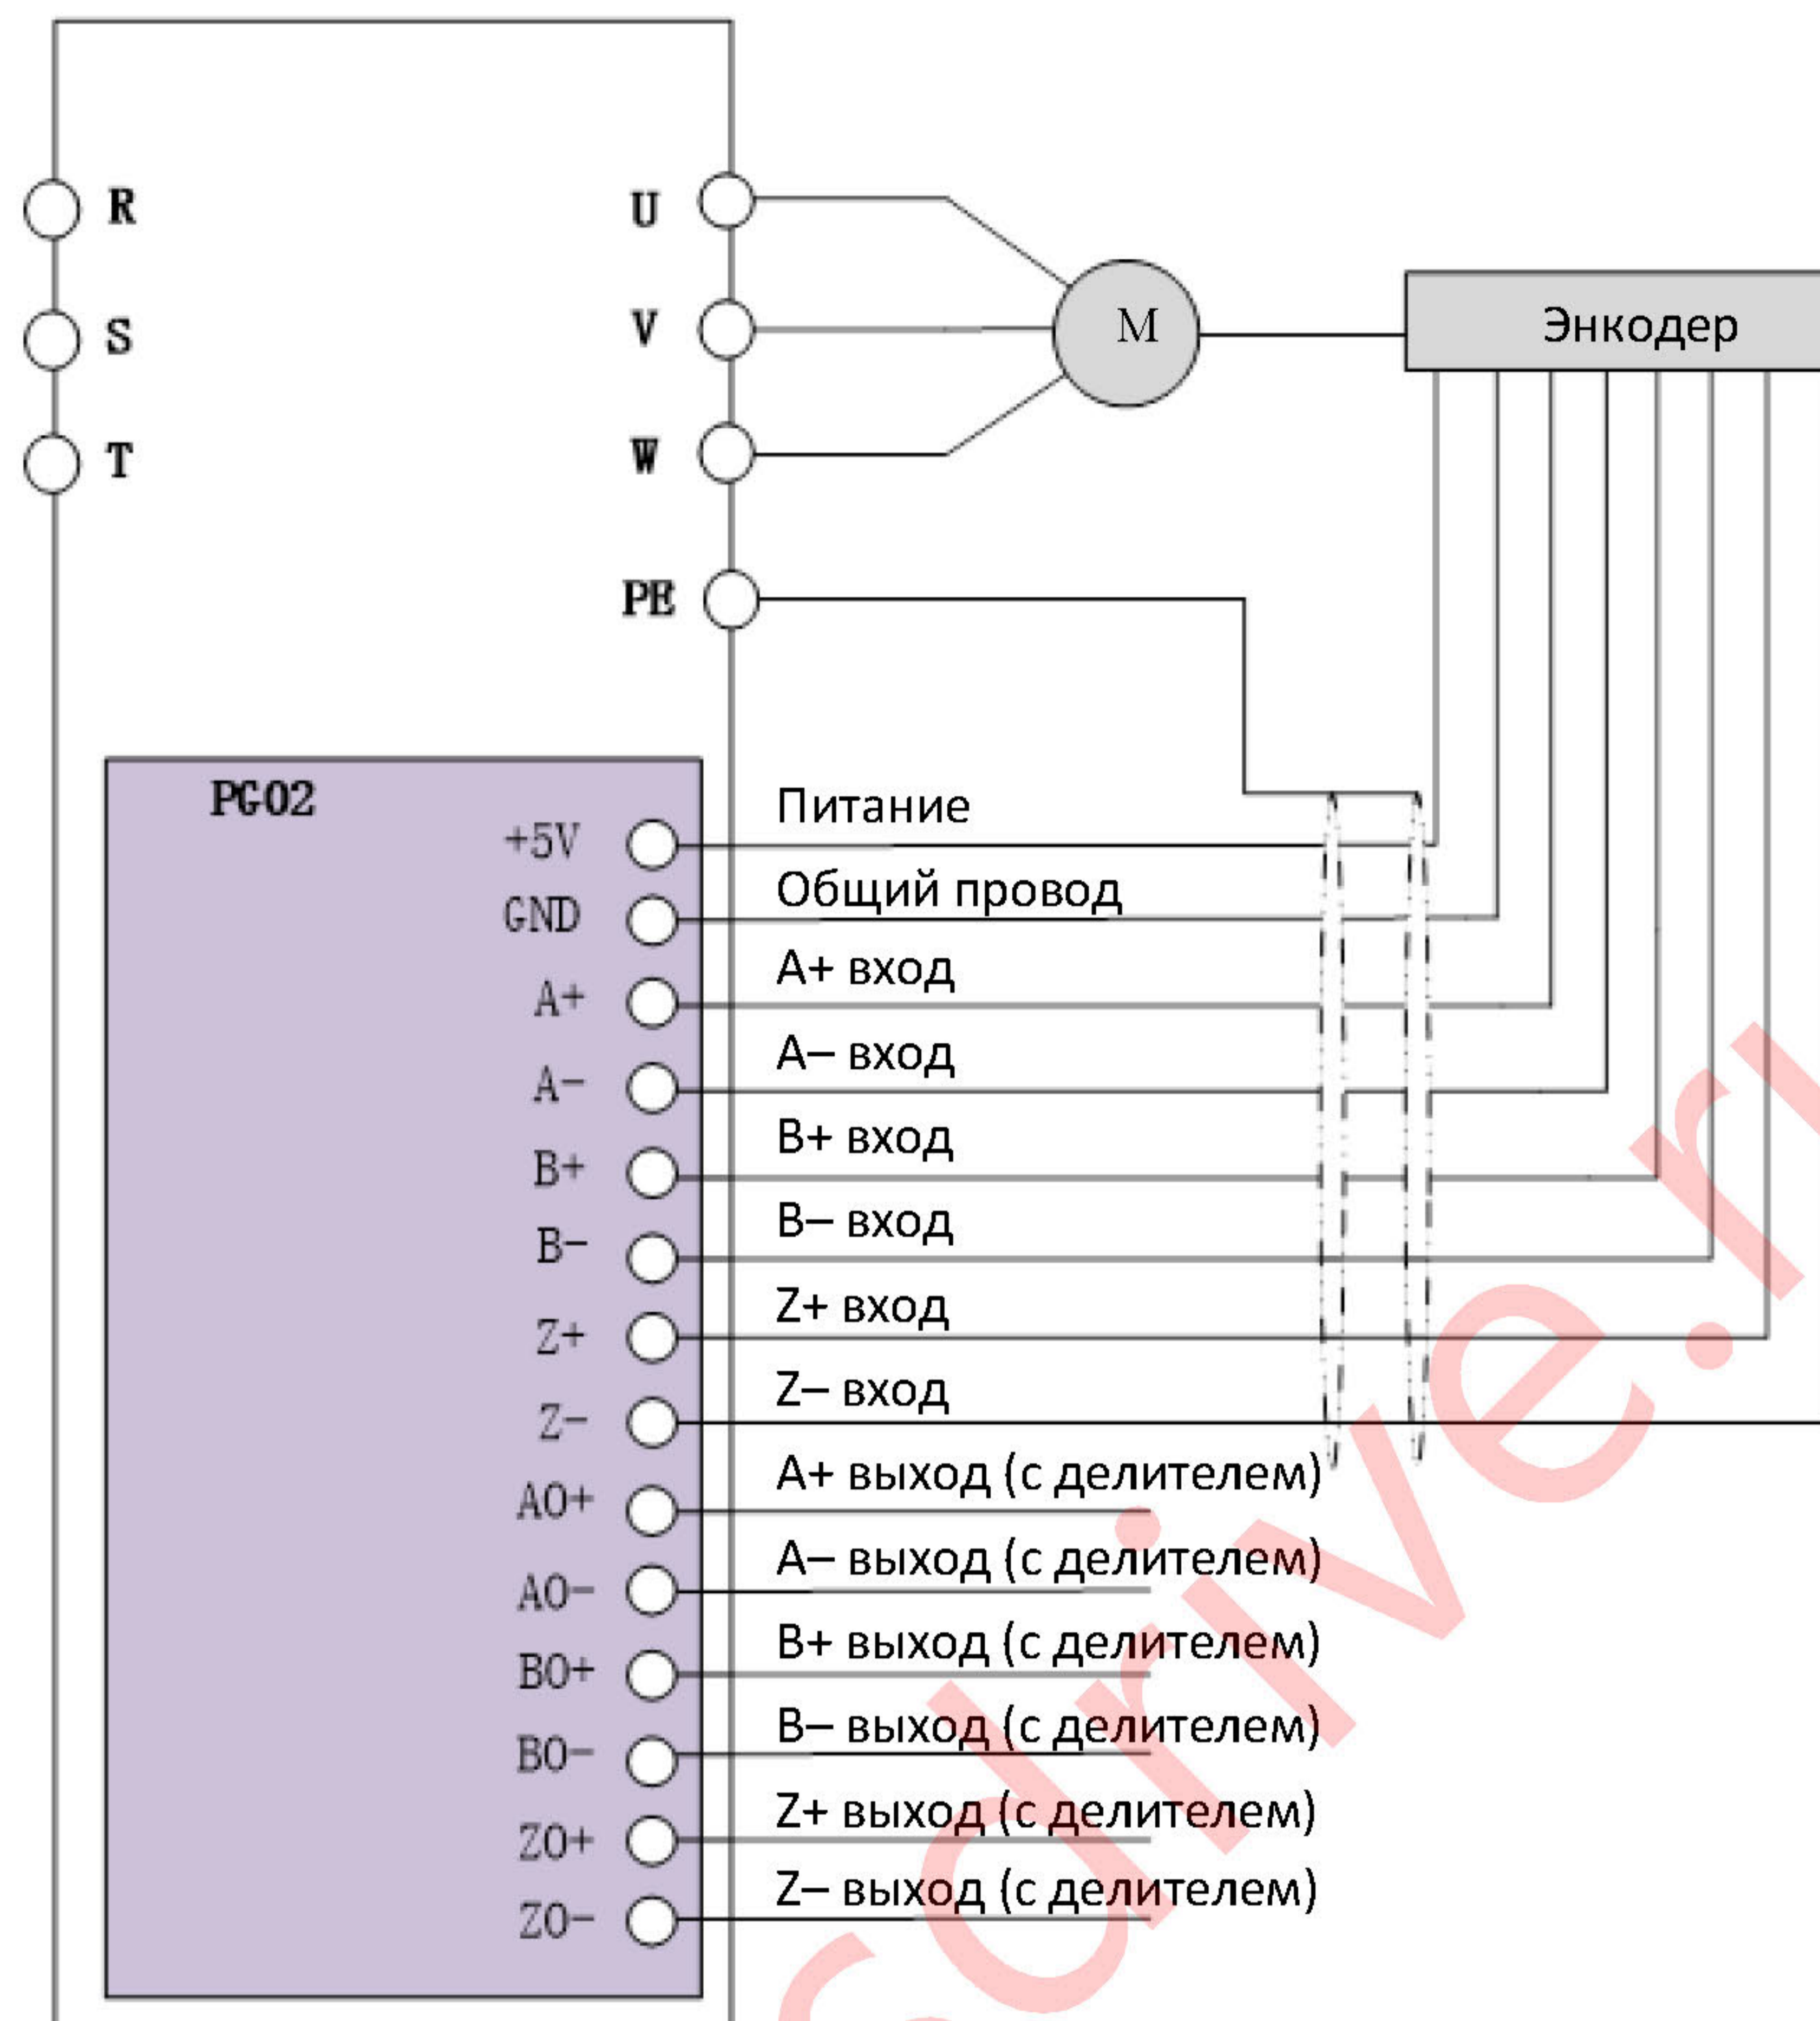 R
U
S
V
M
Энкодер
T
W
PE
PG02
Питание
+5V
Общий провод
GND
A+ вход
A+
A– вход
A-
B+ вход
B+
B– вход
B-
Z+ вход
Z+
Z– вход
Z-
A+ выход (с делителем)
AO+
A– выход (с делителем)
AO-
B+ выход (с делителем)
BO+
B– выход (с делителем)
BO-
Z+ выход (с делителем)
ZO+
Z– выход (с делителем)
ZO-